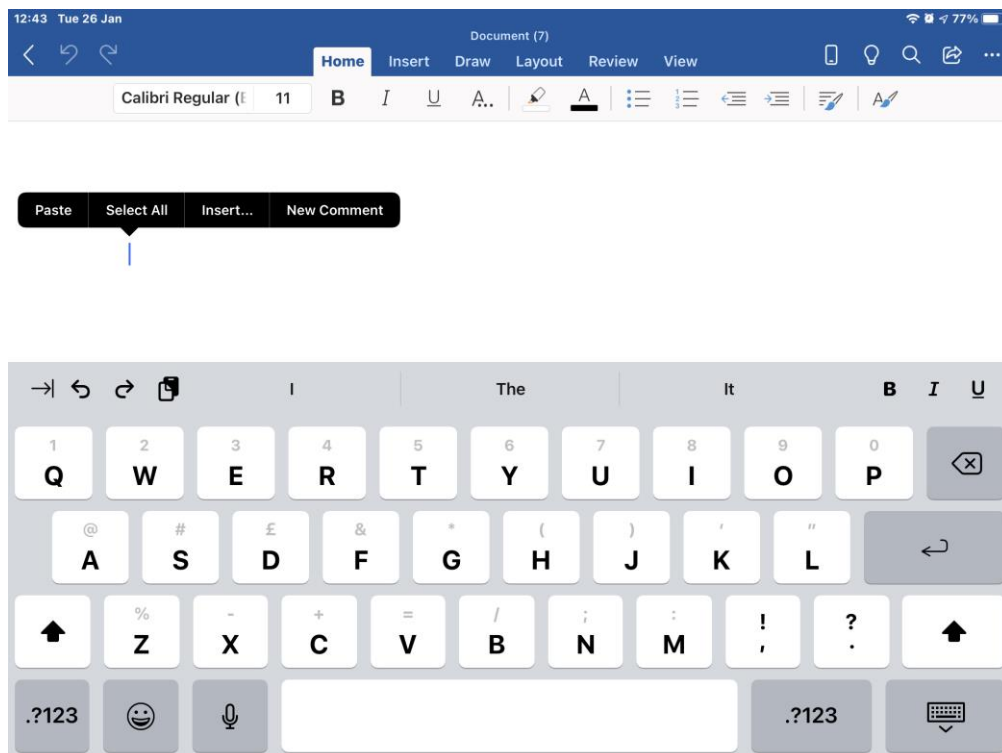 12:43 Tue 26 Jan 77%
Document (7)
Home Insert Draw Layout Review View
Calibri Regular ( 11 B I U A.. A
Paste Select All Insert... New Comment
I The It B I U
1 2 3 4 5 6 7 8 9 0
Q W E R T Y U I O P
@ # £ & * ( ) ' "
A S D F G H J K L
% - + = / ; : ! ?
Z X C V B N M , .
.?123 .?123